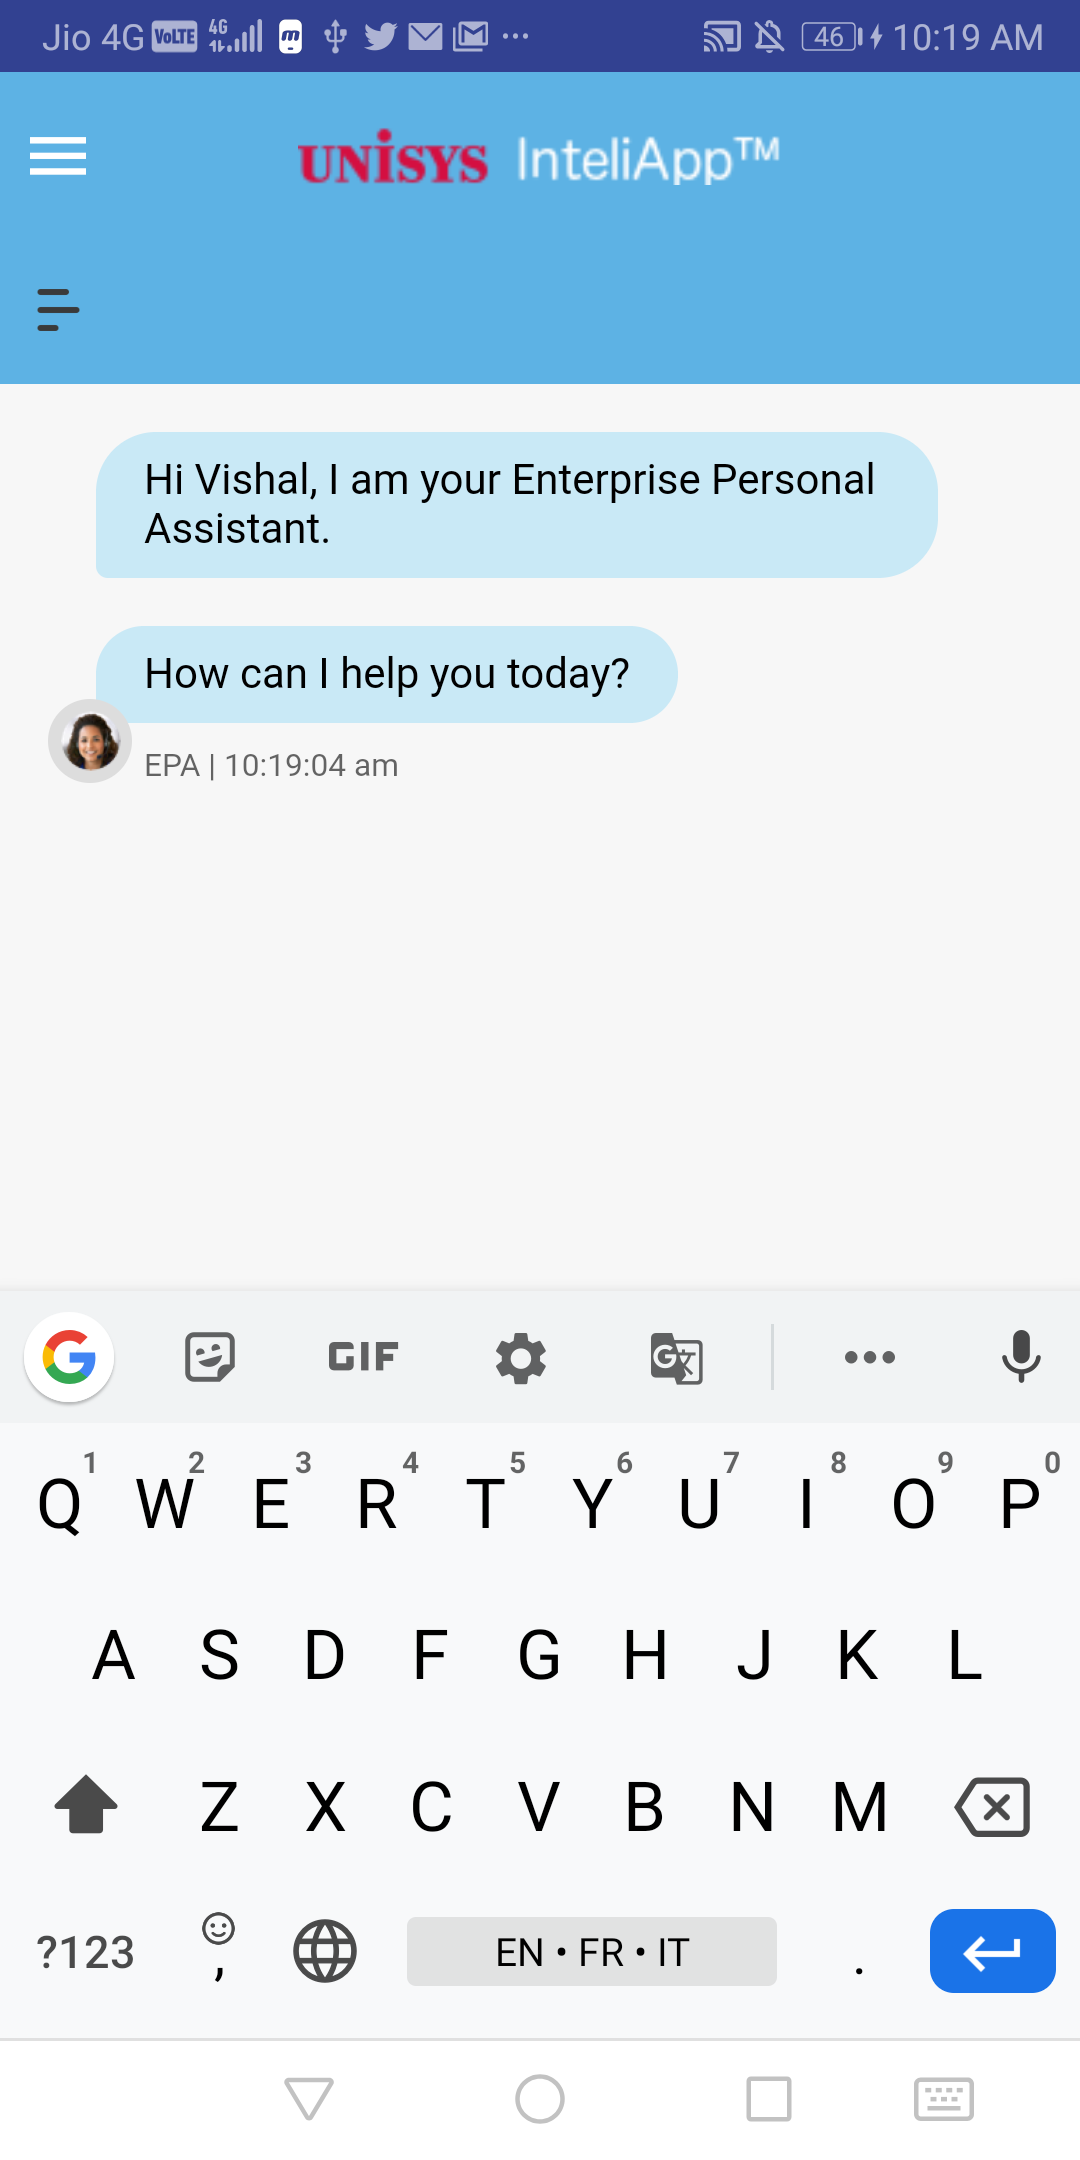 Jio 4G VoLTE 4G 46 10:19 AM
UNiSYS InteliApp™
Hi Vishal, I am your Enterprise Personal
Assistant.
How can I help you today?
EPA | 10:19:04 am
G GIF G
1 2 3 4 5 6 7 8 9 0
Q W E R T Y U I O P
A S D F G H J K L
Z X C V B N M
?123 , EN • FR • IT .